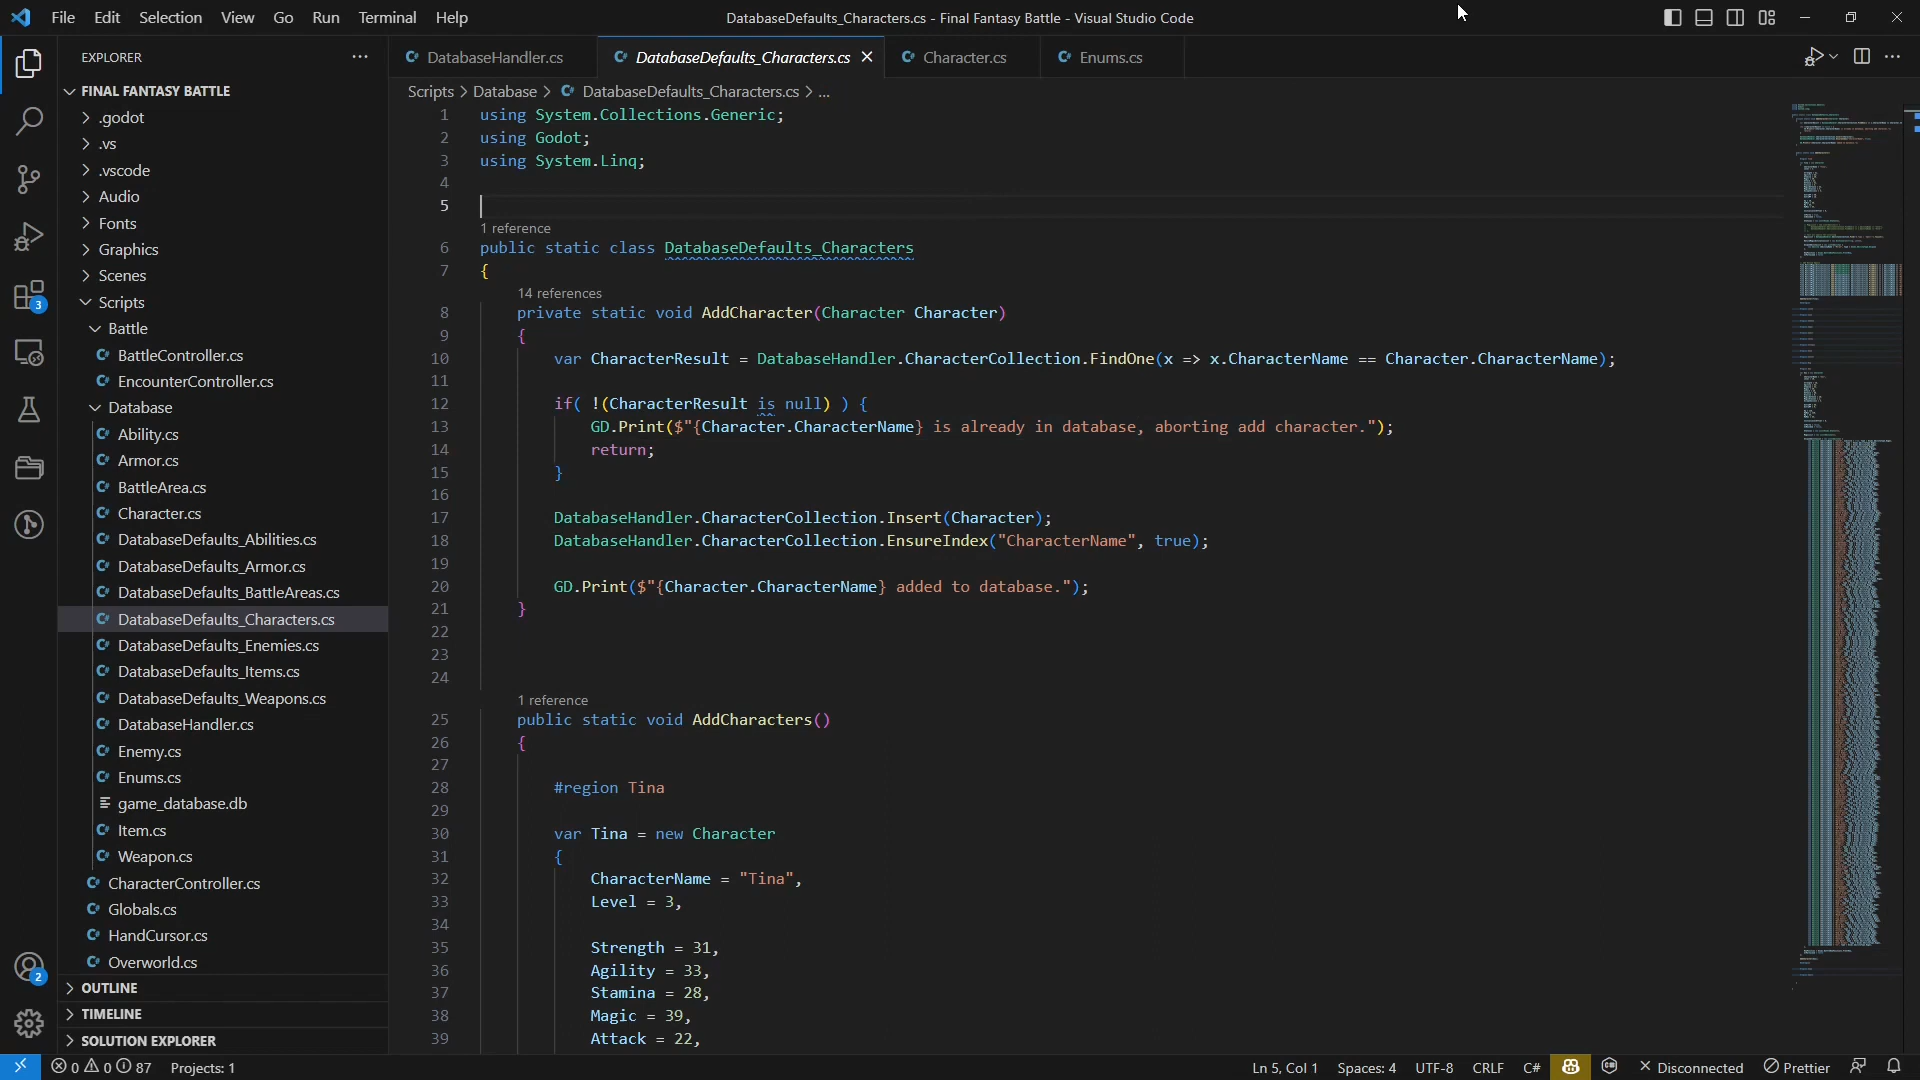 File Edit Selection View Go Run Terminal Help
DatabaseDefaults_Characters.cs - Final Fantasy Battle - Visual Studio Code
EXPLORER
FINAL FANTASY BATTLE
.godot
.vs
.vscode
Audio
Fonts
Graphics
Scenes
Scripts
Battle
BattleController.cs
EncounterController.cs
Database
Ability.cs
Armor.cs
BattleArea.cs
Character.cs
DatabaseDefaults_Abilities.cs
DatabaseDefaults_Armor.cs
DatabaseDefaults_BattleAreas.cs
DatabaseDefaults_Characters.cs
DatabaseDefaults_Enemies.cs
DatabaseDefaults_Items.cs
DatabaseDefaults_Weapons.cs
DatabaseHandler.cs
Enemy.cs
Enums.cs
game_database.db
Item.cs
Weapon.cs
CharacterController.cs
Globals.cs
HandCursor.cs
Overworld.cs
OUTLINE
TIMELINE
SOLUTION EXPLORER
3
2
DatabaseHandler.cs DatabaseDefaults_Characters.cs Character.cs Enums.cs
Scripts > Database > DatabaseDefaults_Characters.cs > ...
1 using System.Collections.Generic;
2 using Godot;
3 using System.Linq;
4
5
1 reference
6 public static class DatabaseDefaults_Characters
7 {
14 references
8 private static void AddCharacter(Character Character)
9 {
10 var CharacterResult = DatabaseHandler.CharacterCollection.FindOne(x => x.CharacterName == Character.CharacterName);
11
12 if( !(CharacterResult is null) ) {
13 GD.Print($"{Character.CharacterName} is already in database, aborting add character.");
14 return;
15 }
16
17 DatabaseHandler.CharacterCollection.Insert(Character);
18 DatabaseHandler.CharacterCollection.EnsureIndex("CharacterName", true);
19
20 GD.Print($"{Character.CharacterName} added to database.");
21 }
22
23
24
1 reference
25 public static void AddCharacters()
26 {
27
28 #region Tina
29
30 var Tina = new Character
31 {
32 CharacterName = "Tina",
33 Level = 3,
34
35 Strength = 31,
36 Agility = 33,
37 Stamina = 28,
38 Magic = 39,
39 Attack = 22,
0 0 87 Projects: 1 Ln 5, Col 1 Spaces: 4 UTF-8 CRLF C# Disconnected Prettier